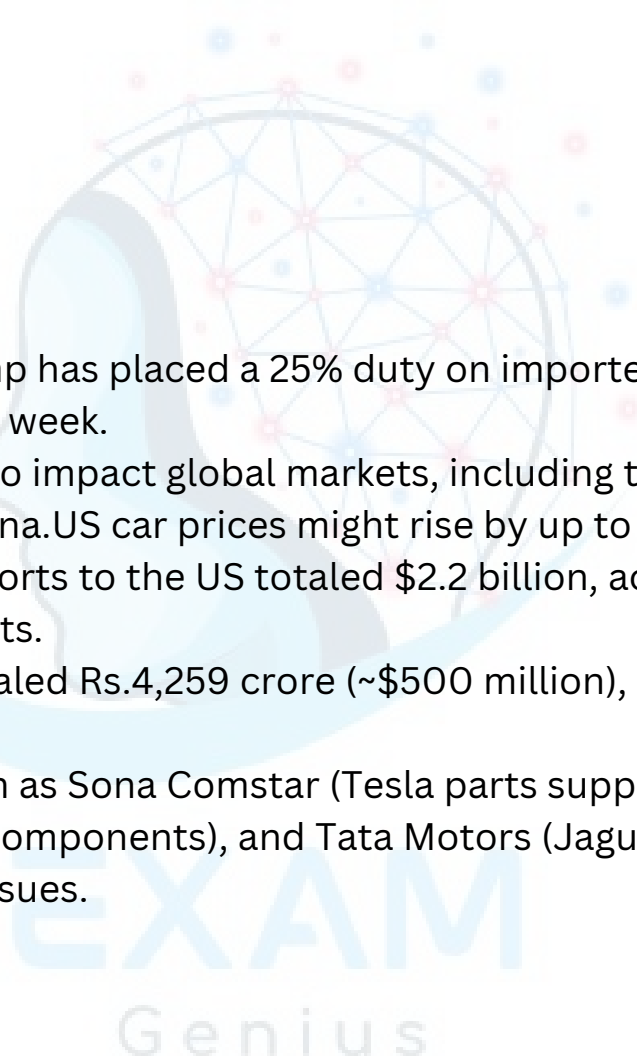 mp has placed a 25% duty on importe
week.
o impact global markets, including t
na.US car prices might rise by up to
orts to the US totaled $2.2 billion, ac
ts.
aled Rs.4,259 crore (~$500 million),
n as Sona Comstar (Tesla parts supp
omponents), and Tata Motors (Jagu
sues.
EXAM
Genius